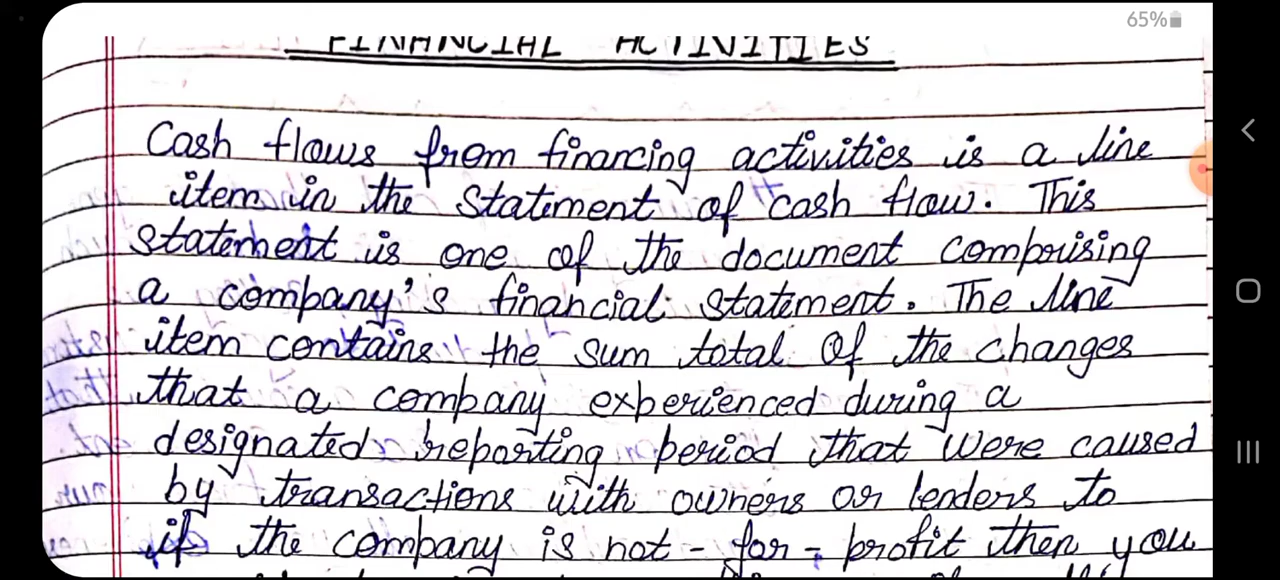 65%
FINANCIAL ACTIVITIES
Cash flows from financing activities is a line
item in the statement of cash flow. This
statement is one of the document comprising
a company's financial statement. The line
item contains the sum total of the changes
that a company experienced during a
designated reporting period that were caused
by transactions with owners or lenders to
if the company is not-for-profit then you